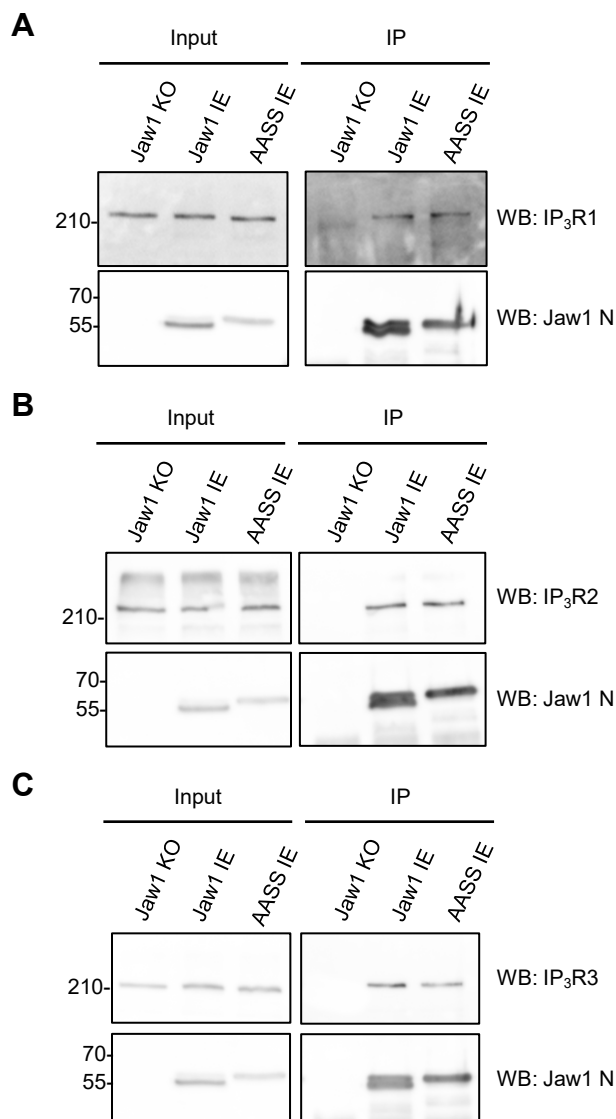 A
Input IP
Jaw1 KO Jaw1 IE AASS IE Jaw1 KO Jaw1 IE AASS IE
210- WB: IP₃R1
70-
55- WB: Jaw1 N
B
Input IP
Jaw1 KO Jaw1 IE AASS IE Jaw1 KO Jaw1 IE AASS IE
210- WB: IP₃R2
70-
55- WB: Jaw1 N
C
Input IP
Jaw1 KO Jaw1 IE AASS IE Jaw1 KO Jaw1 IE AASS IE
210- WB: IP₃R3
70-
55- WB: Jaw1 N